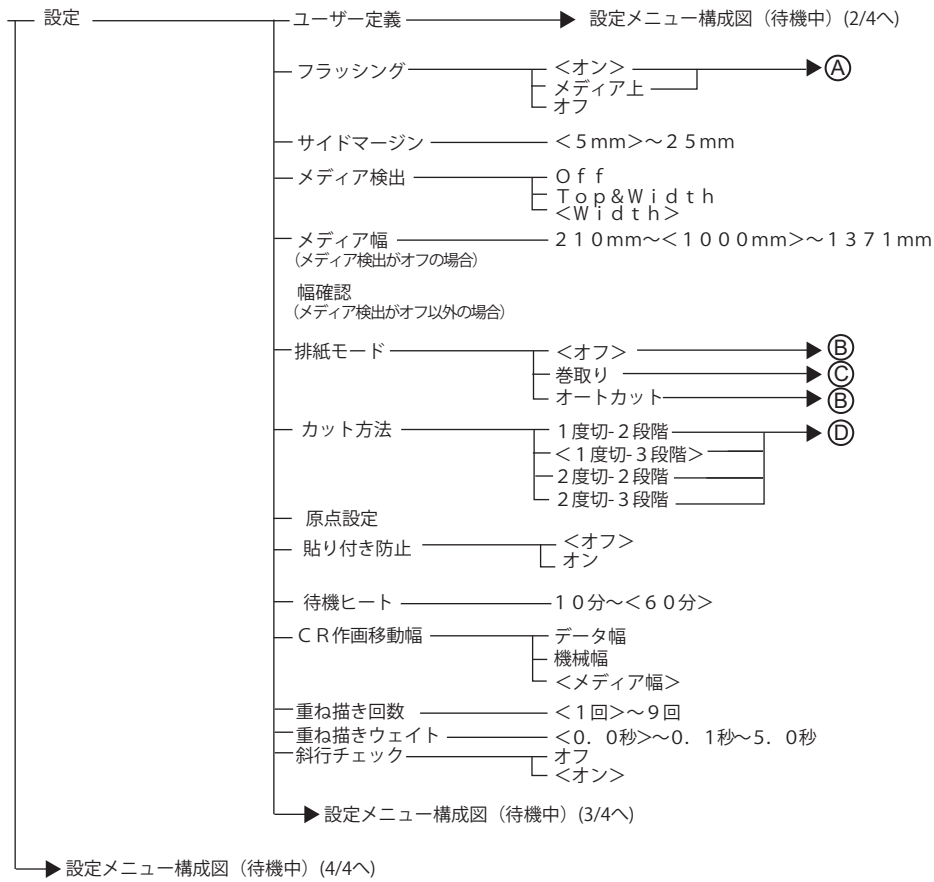 設定
ユーザー定義
設定メニュー構成図（待機中）(2/4へ)
フラッシング
＜オン＞
Ⓐ
メディア上
オフ
サイドマージン
＜５mm＞～２５mm
メディア検出
Ｏｆｆ
Ｔｏｐ＆Ｗｉｄｔｈ
＜Ｗｉｄｔｈ＞
メディア幅
２１０mm～＜１０００mm＞～１３７１mm
（メディア検出がオフの場合）
幅確認
（メディア検出がオフ以外の場合）
排紙モード
＜オフ＞
Ⓑ
巻取り
Ⓒ
オートカット
Ⓑ
カット方法
１度切-２段階
Ⓓ
＜１度切-３段階＞
２度切-２段階
２度切-３段階
原点設定
貼り付き防止
＜オフ＞
オン
待機ヒート
１０分～＜６０分＞
ＣＲ作画移動幅
データ幅
機械幅
＜メディア幅＞
重ね描き回数
＜１回＞～９回
重ね描きウェイト
＜０．０秒＞～０．１秒～５．０秒
斜行チェック
オフ
＜オン＞
設定メニュー構成図（待機中）(3/4へ)
設定メニュー構成図（待機中）(4/4へ)